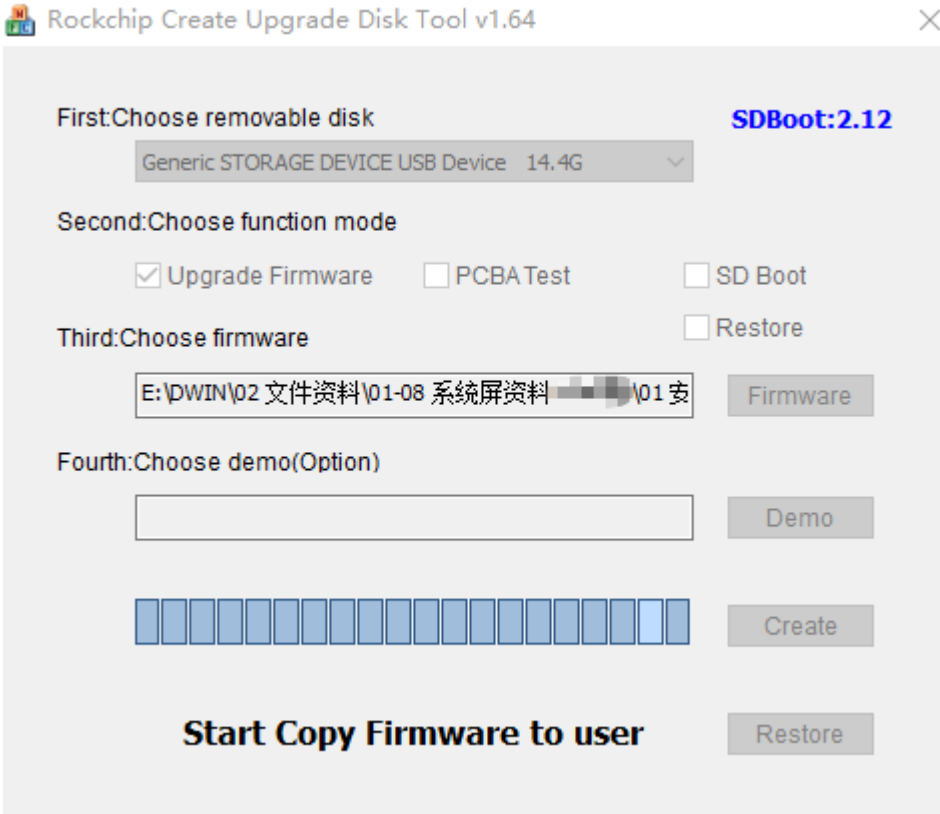 Rockchip Create Upgrade Disk Tool v1.64
First:Choose removable disk
SDBoot:2.12
Generic STORAGE DEVICE USB Device 14.4G
Second:Choose function mode
Upgrade Firmware
PCBA Test
SD Boot
Restore
Third:Choose firmware
E:\DWIN\02 文件资料\01-08 系统屏资料 \01 安
Firmware
Fourth:Choose demo(Option)
Demo
Create
Start Copy Firmware to user
Restore